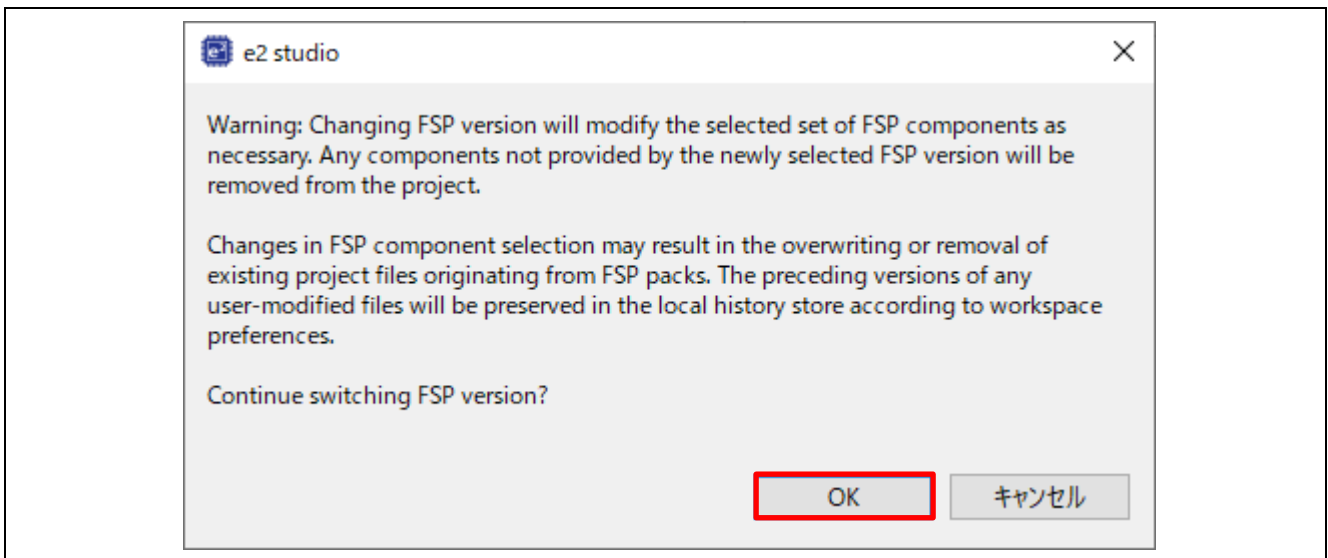 e2 studio
Warning: Changing FSP version will modify the selected set of FSP components as
necessary. Any components not provided by the newly selected FSP version will be
removed from the project.
Changes in FSP component selection may result in the overwriting or removal of
existing project files originating from FSP packs. The preceding versions of any
user-modified files will be preserved in the local history store according to workspace
preferences.
Continue switching FSP version?
OK
キャンセル